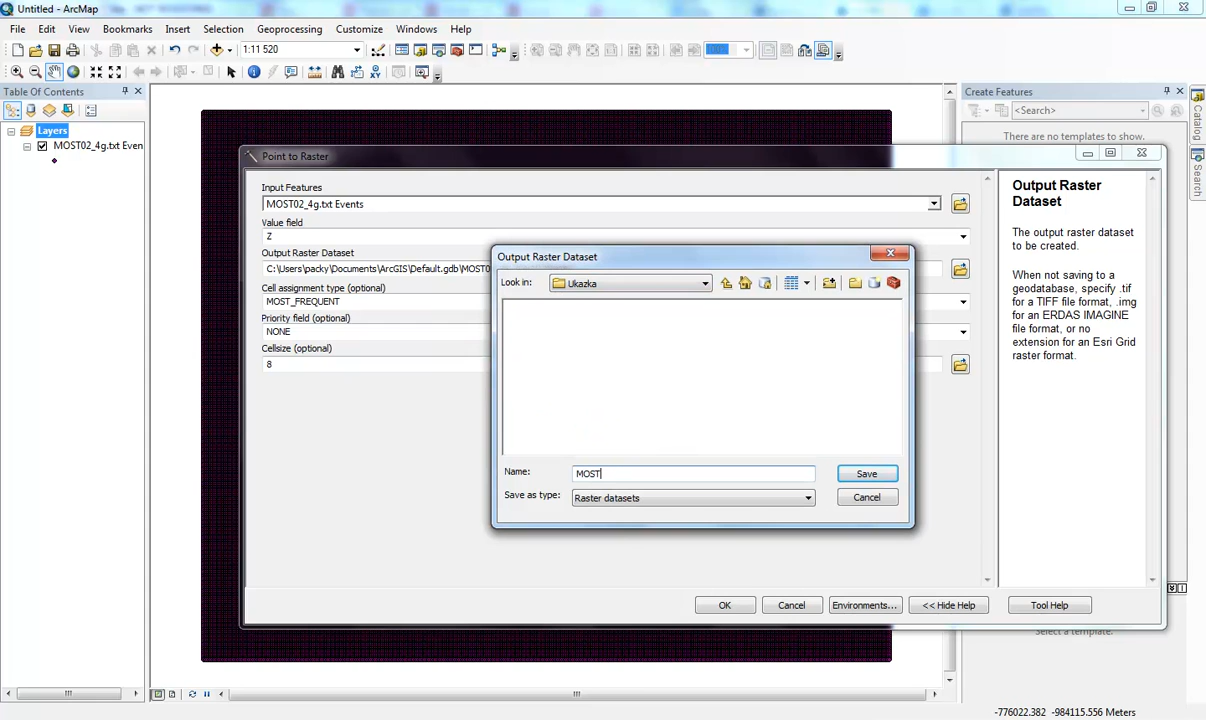 Untitled - ArcMap
File Edit View Bookmarks Insert Selection Geoprocessing Customize Windows Help
1:11 520
Table Of Contents
Create Features
<Search>
There are no templates to show.
Layers
MOST02_4g.txt Even
Catalog
Search
Point to Raster
Input Features
MOST02_4g.txt Events
Value field
Z
Output Raster Dataset
C:\Users\packy\Documents\ArcGIS\Default.gdb\MOST0
Cell assignment type (optional)
MOST_FREQUENT
Priority field (optional)
NONE
Cellsize (optional)
8
Output Raster Dataset
Look in:
Ukazka
Name:
MOST
Save
Save as type:
Raster datasets
Cancel
Output Raster
Dataset
The output raster dataset
to be created.
When not saving to a
geodatabase, specify .tif
for a TIFF file format, .img
for an ERDAS IMAGINE
file format, or no
extension for an Esri Grid
raster format.
OK
Cancel
Environments...
<< Hide Help
Tool Help
Select a template.
-776022.382 -984115.556 Meters